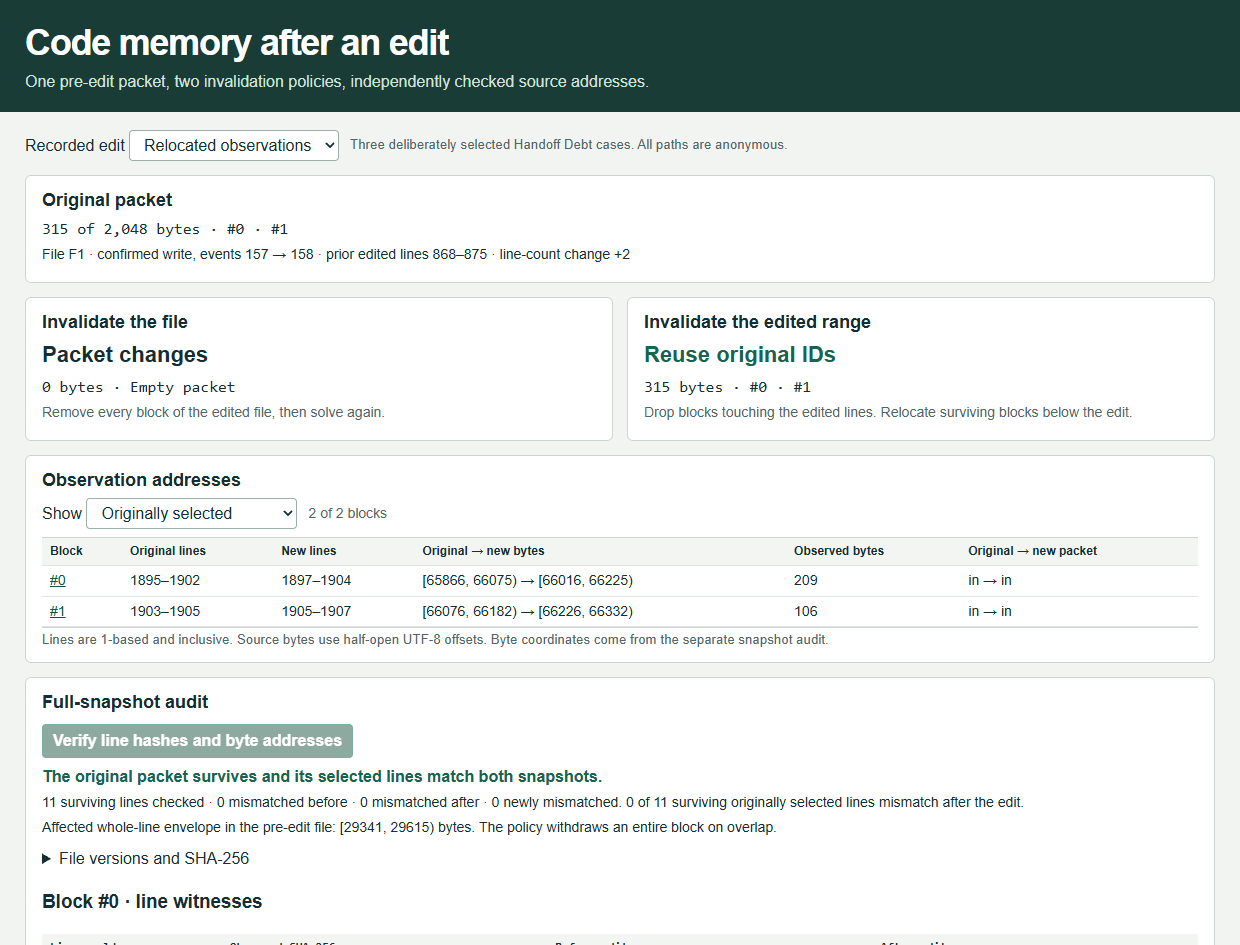 Code memory after an edit
One pre-edit packet, two invalidation policies, independently checked source addresses.
Recorded edit Relocated observations Three deliberately selected Handoff Debt cases. All paths are anonymous.
Original packet
315 of 2,048 bytes · #0 · #1
File F1 · confirmed write, events 157 → 158 · prior edited lines 868–875 · line-count change +2
Invalidate the file
Packet changes
0 bytes · Empty packet
Remove every block of the edited file, then solve again.
Invalidate the edited range
Reuse original IDs
315 bytes · #0 · #1
Drop blocks touching the edited lines. Relocate surviving blocks below the edit.
Observation addresses
Show Originally selected 2 of 2 blocks
Block Original lines New lines Original → new bytes Observed bytes Original → new packet
#0 1895–1902 1897–1904 [65866, 66075) → [66016, 66225) 209 in → in
#1 1903–1905 1905–1907 [66076, 66182) → [66226, 66332) 106 in → in
Lines are 1-based and inclusive. Source bytes use half-open UTF-8 offsets. Byte coordinates come from the separate snapshot audit.
Full-snapshot audit
Verify line hashes and byte addresses
The original packet survives and its selected lines match both snapshots.
11 surviving lines checked · 0 mismatched before · 0 mismatched after · 0 newly mismatched. 0 of 11 surviving originally selected lines mismatch after the edit.
Affected whole-line envelope in the pre-edit file: [29341, 29615) bytes. The policy withdraws an entire block on overlap.
File versions and SHA-256
Block #0 · line witnesses